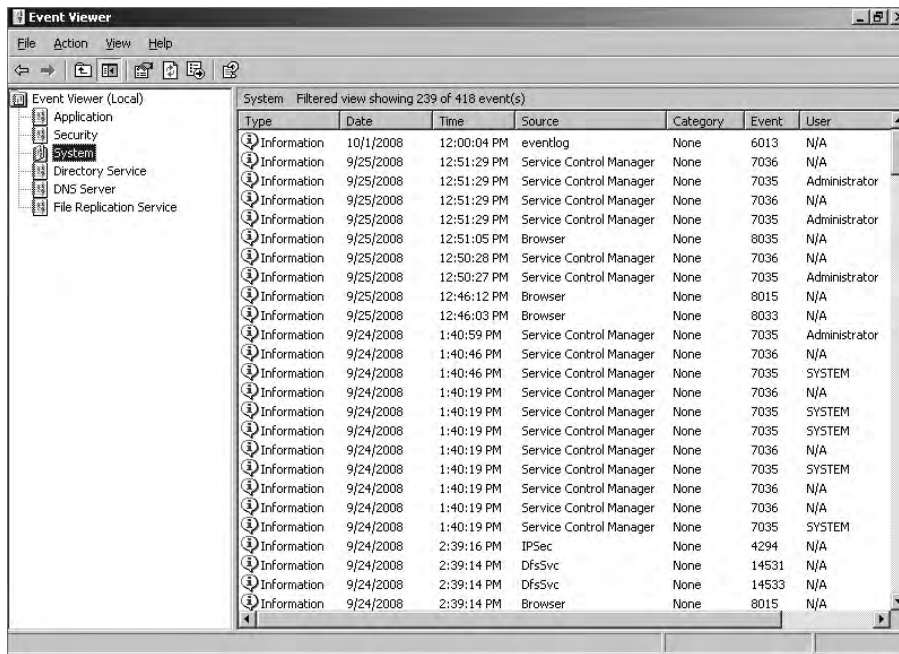 Event Viewer
File Action View Help
Event Viewer (Local)
Application
Security
System
Directory Service
DNS Server
File Replication Service
System Filtered view showing 239 of 418 event(s)
Type Date Time Source Category Event User
Information 10/1/2008 12:00:04 PM eventlog None 6013 N/A
Information 9/25/2008 12:51:29 PM Service Control Manager None 7036 N/A
Information 9/25/2008 12:51:29 PM Service Control Manager None 7035 Administrator
Information 9/25/2008 12:51:29 PM Service Control Manager None 7036 N/A
Information 9/25/2008 12:51:29 PM Service Control Manager None 7035 Administrator
Information 9/25/2008 12:51:05 PM Browser None 8035 N/A
Information 9/25/2008 12:50:28 PM Service Control Manager None 7036 N/A
Information 9/25/2008 12:50:27 PM Service Control Manager None 7035 Administrator
Information 9/25/2008 12:46:12 PM Browser None 8015 N/A
Information 9/25/2008 12:46:03 PM Browser None 8033 N/A
Information 9/24/2008 1:40:59 PM Service Control Manager None 7035 Administrator
Information 9/24/2008 1:40:46 PM Service Control Manager None 7036 N/A
Information 9/24/2008 1:40:46 PM Service Control Manager None 7035 SYSTEM
Information 9/24/2008 1:40:19 PM Service Control Manager None 7036 N/A
Information 9/24/2008 1:40:19 PM Service Control Manager None 7035 SYSTEM
Information 9/24/2008 1:40:19 PM Service Control Manager None 7035 SYSTEM
Information 9/24/2008 1:40:19 PM Service Control Manager None 7036 N/A
Information 9/24/2008 1:40:19 PM Service Control Manager None 7035 SYSTEM
Information 9/24/2008 1:40:19 PM Service Control Manager None 7036 N/A
Information 9/24/2008 1:40:19 PM Service Control Manager None 7036 N/A
Information 9/24/2008 1:40:19 PM Service Control Manager None 7035 SYSTEM
Information 9/24/2008 2:39:16 PM IPSec None 4294 N/A
Information 9/24/2008 2:39:14 PM DfsSvc None 14531 N/A
Information 9/24/2008 2:39:14 PM DfsSvc None 14533 N/A
Information 9/24/2008 2:39:14 PM Browser None 8015 N/A